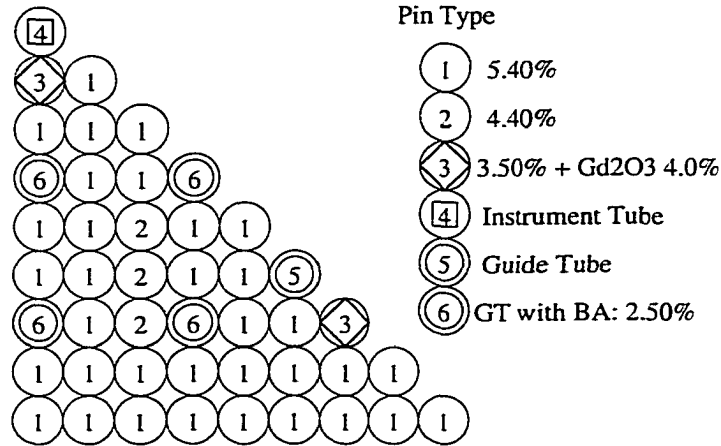 Pin Type
4
3 1
1 1 1
6 1 1 6
1 1 2 1 1
1 1 2 1 1 5
6 1 2 6 1 1 3
1 1 1 1 1 1 1 1
1 1 1 1 1 1 1 1 1
1 5.40%
2 4.40%
3 3.50% + Gd2O3 4.0%
4 Instrument Tube
5 Guide Tube
6 GT with BA: 2.50%